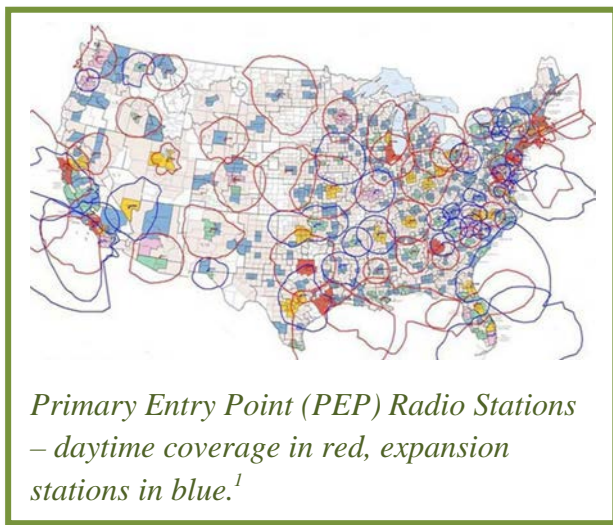 Primary Entry Point (PEP) Radio Stations
– daytime coverage in red, expansion
stations in blue.1